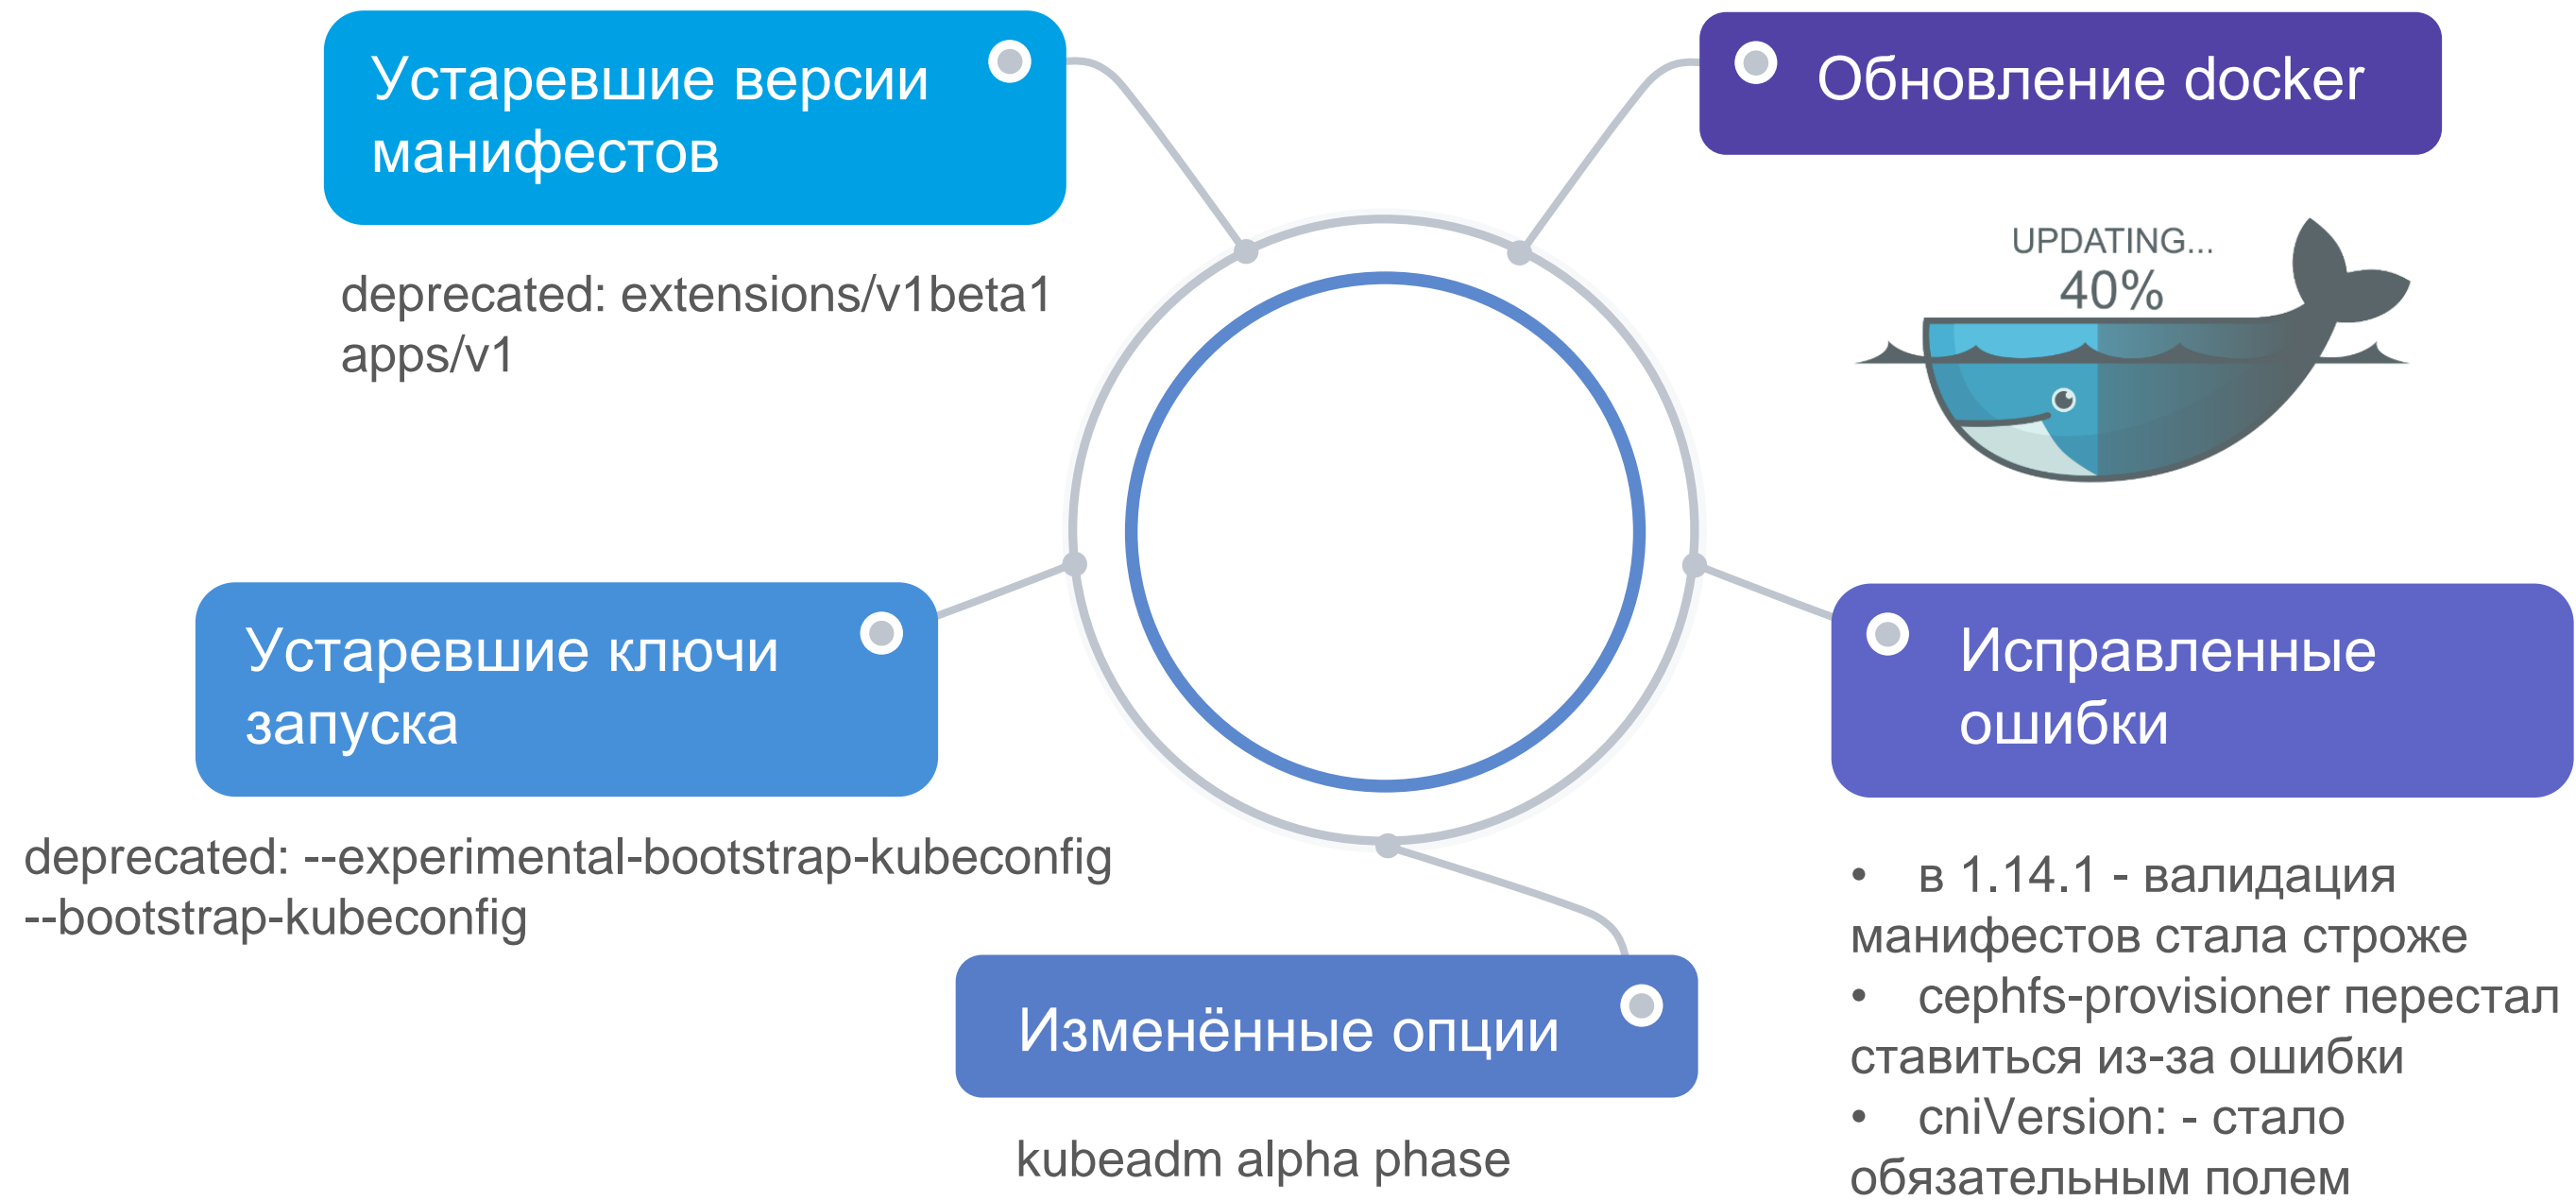 Устаревшие версии
манифестов
deprecated: extensions/v1beta1
apps/v1
Обновление docker
UPDATING...
40%
Устаревшие ключи
запуска
deprecated: --experimental-bootstrap-kubeconfig
--bootstrap-kubeconfig
Исправленные
ошибки
• в 1.14.1 - валидация
манифестов стала строже
• cephfs-provisioner перестал
ставиться из-за ошибки
• cniVersion: - стало
обязательным полем
Изменённые опции
kubeadm alpha phase